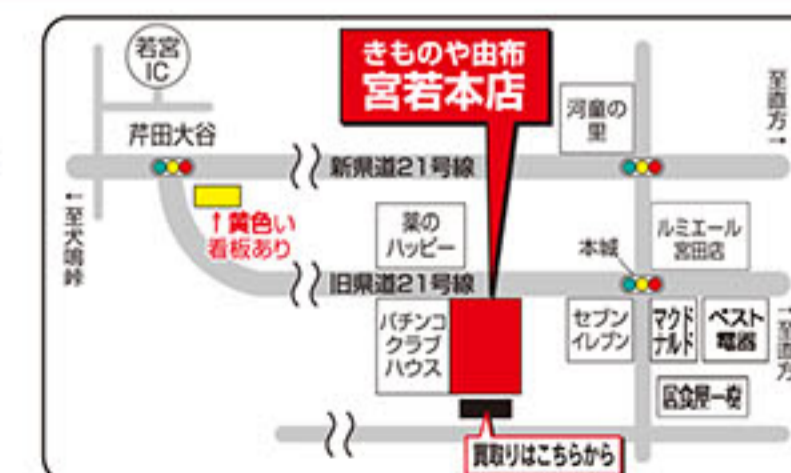 若宮
IC
きものや由布
宮若本店
河童の
里
至直方→
芹田大谷
新県道21号線
←至犬鳴峠
↑黄色い
看板あり
薬の
ハッピー
本城
ルミエール
宮田店
旧県道21号線
パチンコ
クラブ
ハウス
セブン
イレブン
マクド
ナルド
ベスト
電器
→至直方
居食屋一夜
買取りはこちらから